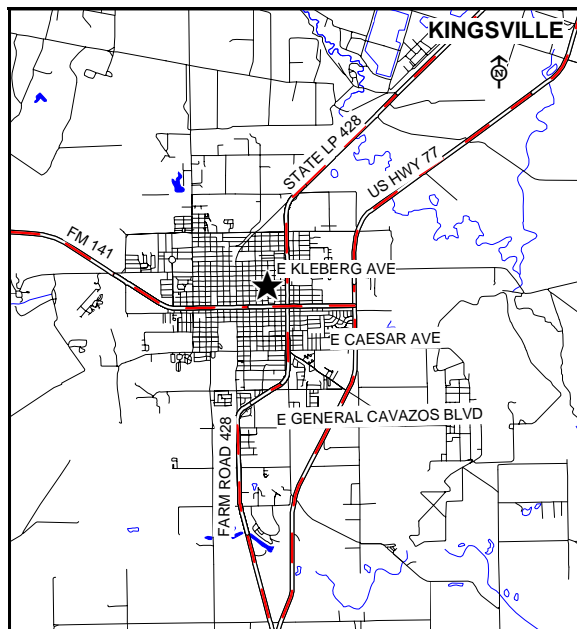 KINGSVILLE
N
STATE LP 428
US HWY 77
FM 141
E KLEBERG AVE
E CAESAR AVE
E GENERAL CAVAZOS BLVD
FARM ROAD 428